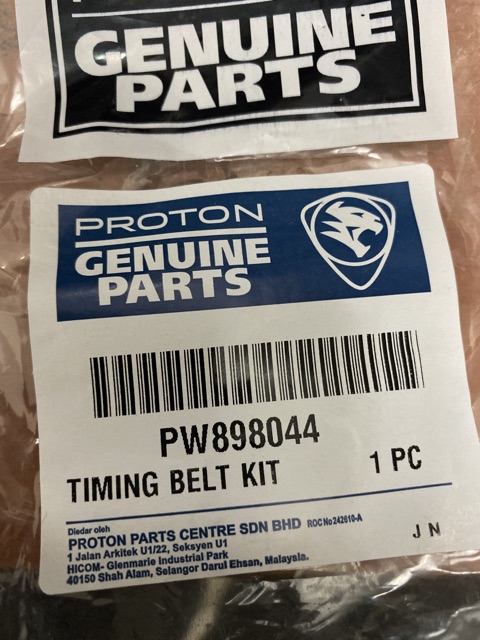 GENUINE
PARTS
PROTON
GENUINE
PARTS
PW898044
TIMING BELT KIT 1 PC
Diedar oleh
PROTON PARTS CENTRE SDN BHD ROC No 242610-A
1 Jalan Arkitek U1/22, Seksyen U1
HICOM- Glenmarie Industrial Park
40150 Shah Alam, Selangor Darul Ehsan, Malaysia.
J N